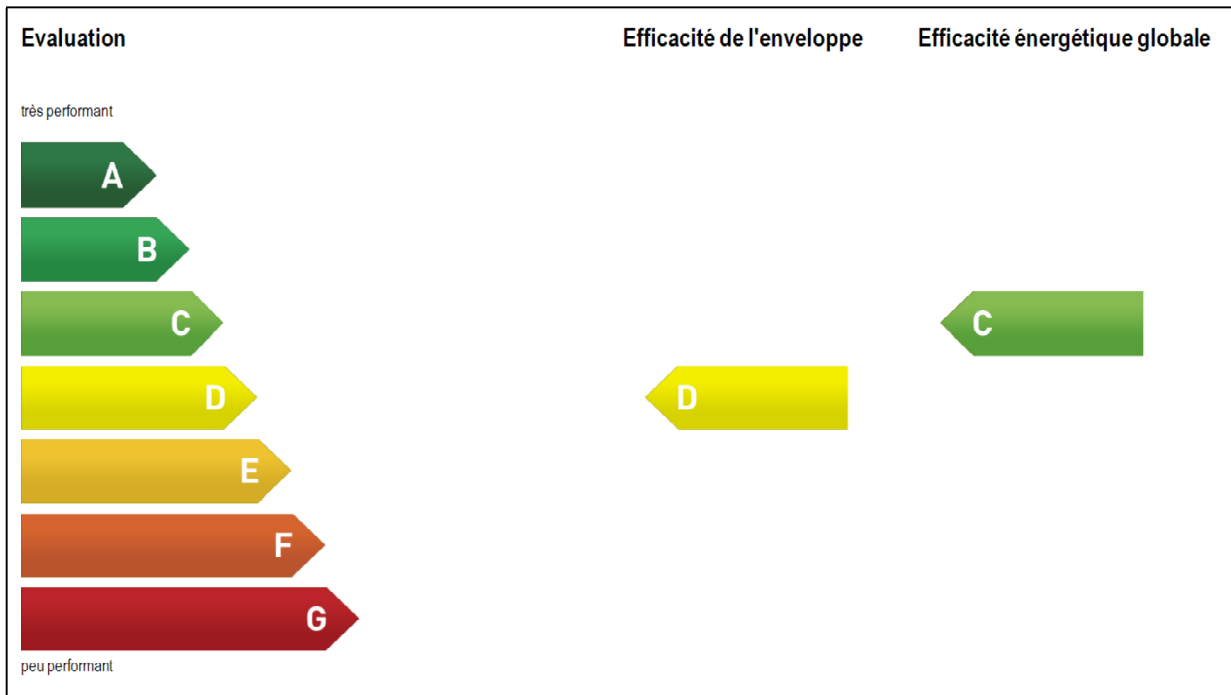 Evaluation Efficacité de l'enveloppe Efficacité énergétique globale
très performant
A
B
C C
D D
E
F
G
peu performant